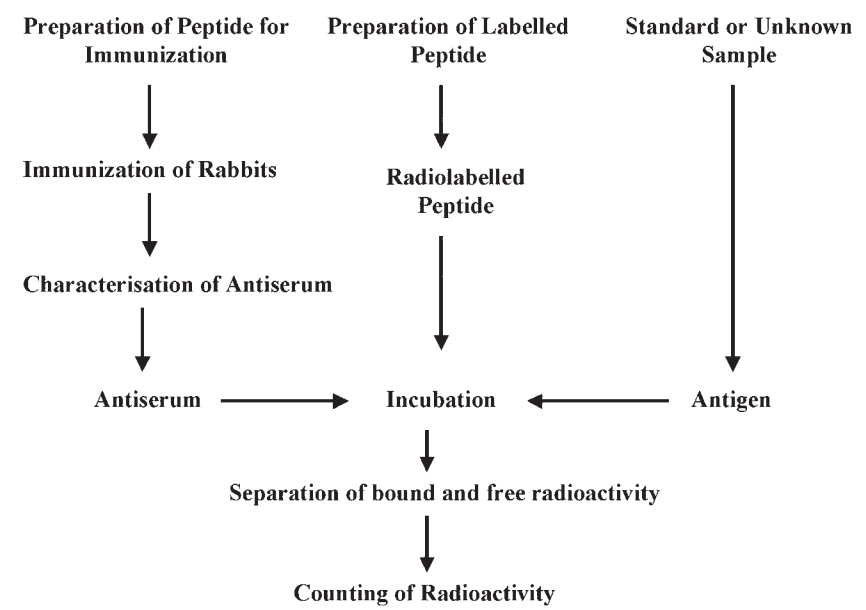 Preparation of Peptide for
Immunization
Preparation of Labelled
Peptide
Standard or Unknown
Sample
Immunization of Rabbits
Radiolabelled
Peptide
Characterisation of Antiserum
Antiserum
Incubation
Antigen
Separation of bound and free radioactivity
Counting of Radioactivity